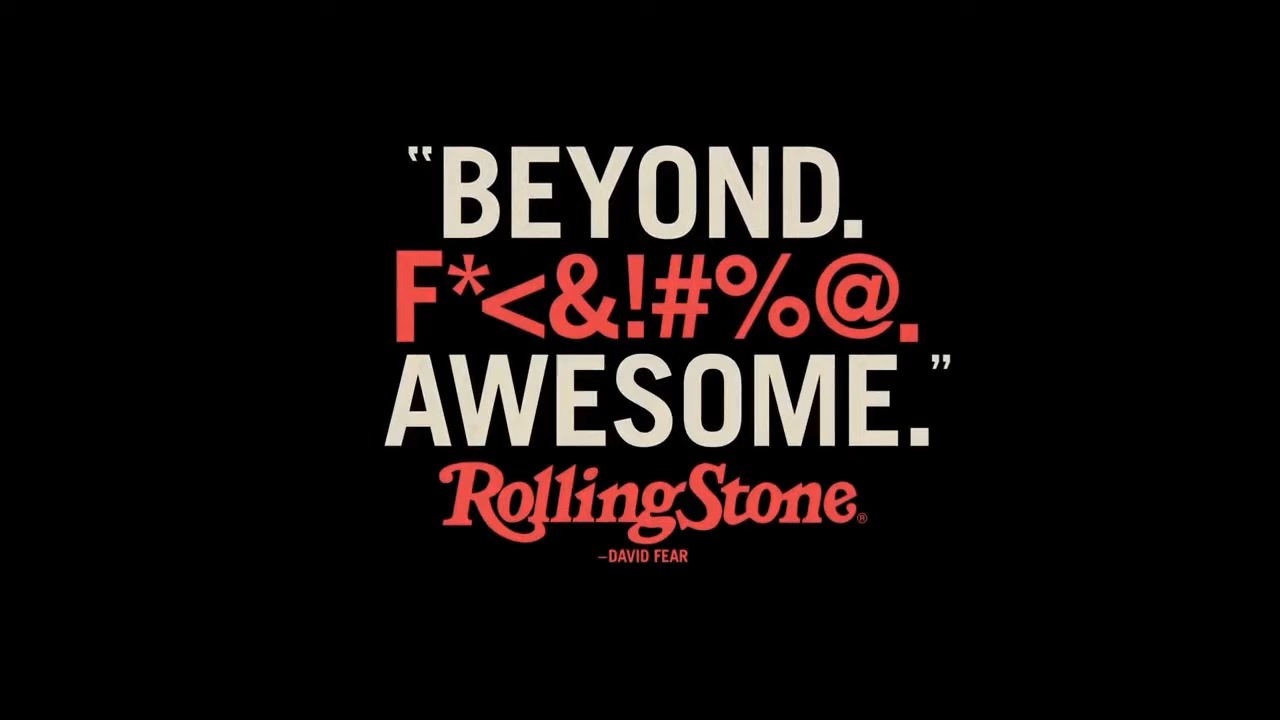 “BEYOND.
F*<&!#%@.
AWESOME.”
RollingStone®
–DAVID FEAR